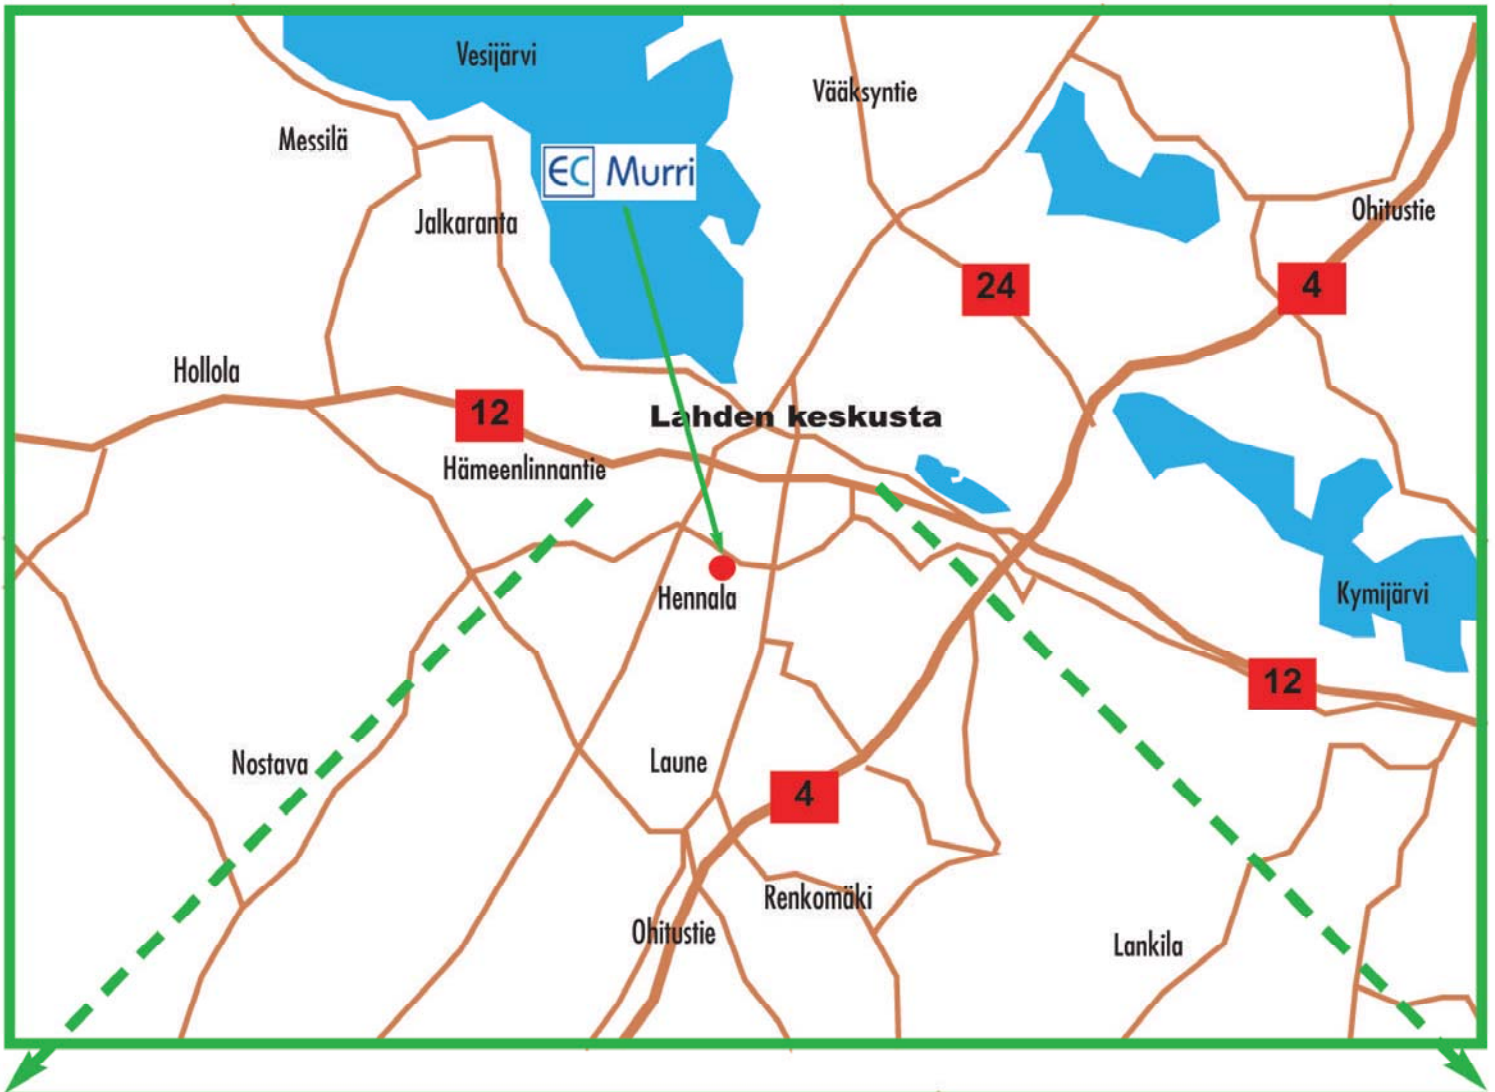 Vesijärvi
Vääksyntie
Messilä
EC Murri
Jalkaranta
Ohitustie
24
4
Hollola
12
Lahden keskusta
Hämeenlinnantie
Hennala
Kymijärvi
12
Nostava
Laune
4
Renkomäki
Ohitustie
Lankila